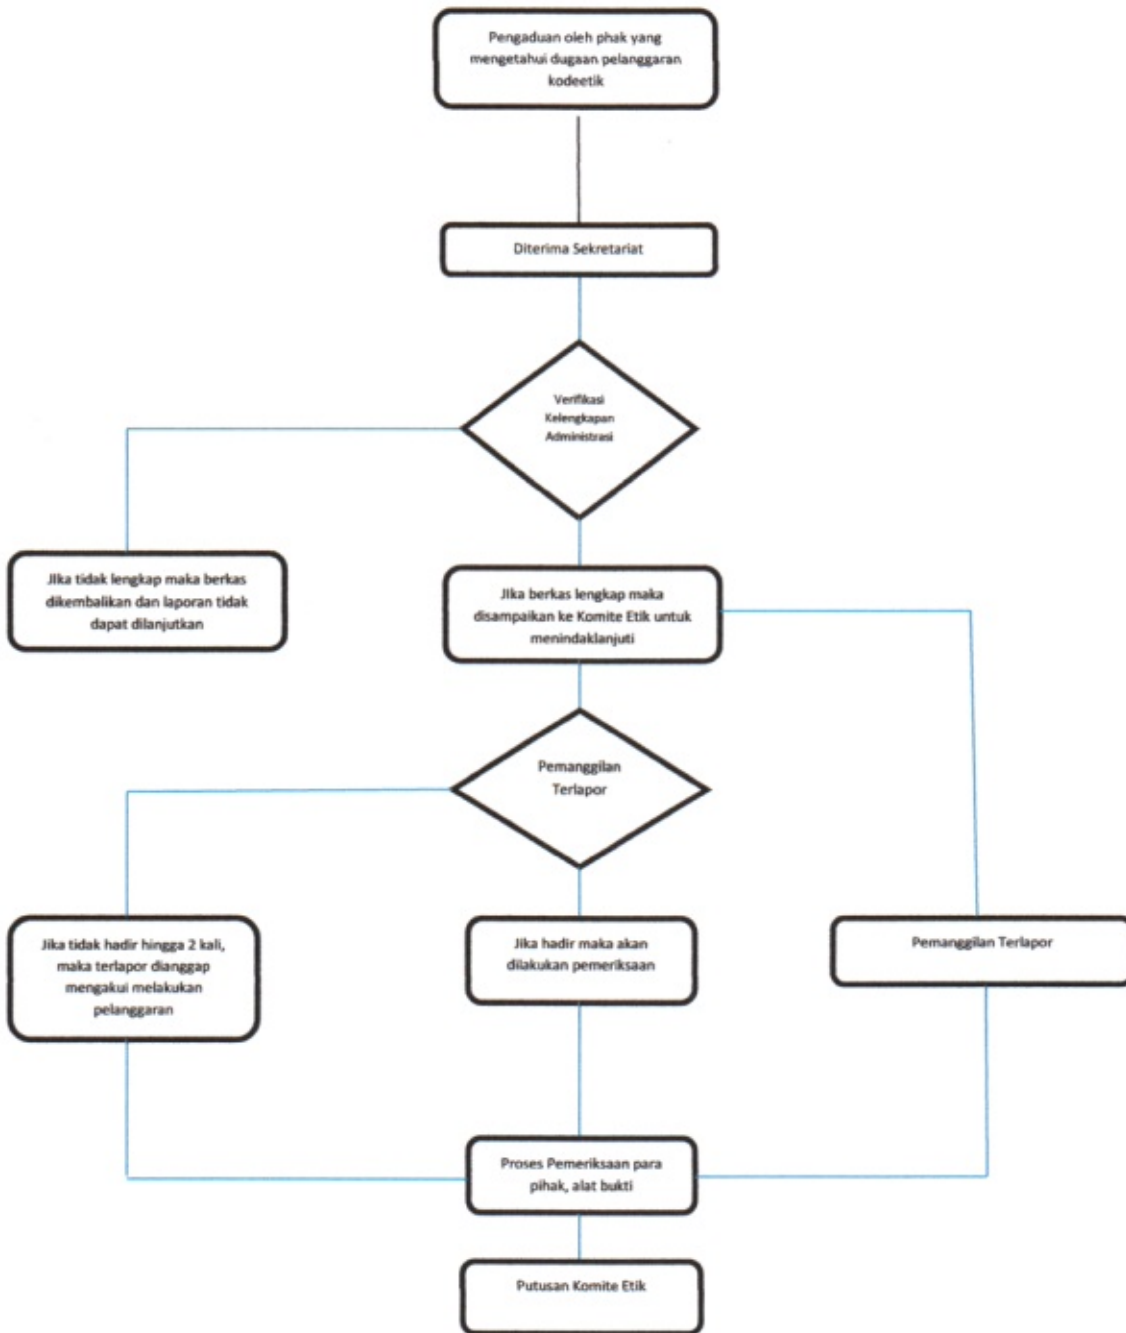 Pengaduan oleh phak yang
mengetahui dugaan pelanggaran
kodeetik
Diterima Sekretariat
Verifikasi
Kelengkapan
Administrasi
JIka tidak lengkap maka berkas
dikembalikan dan laporan tidak
dapat dilanjutkan
JIka berkas lengkap maka
disampaikan ke Komite Etik untuk
menindaklanjuti
Pemanggilan
Terlapor
Jika tidak hadir hingga 2 kali,
maka terlapor dianggap
mengakui melakukan
pelanggaran
Jika hadir maka akan
dilakukan pemeriksaan
Pemanggilan Terlapor
Proses Pemeriksaan para
pihak, alat bukti
Putusan Komite Etik